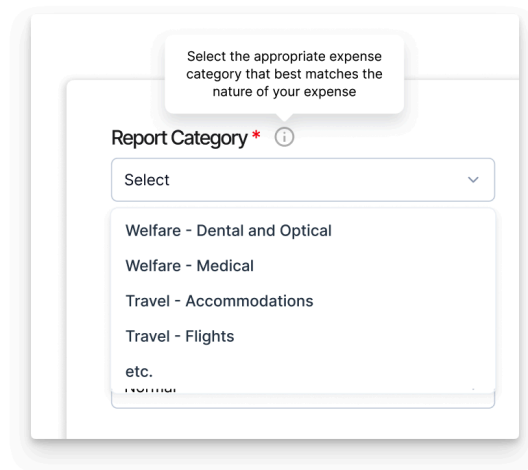 Select the appropriate expense
category that best matches the
nature of your expense
Report Category *
Select
Welfare - Dental and Optical
Welfare - Medical
Travel - Accommodations
Travel - Flights
etc.
Normal